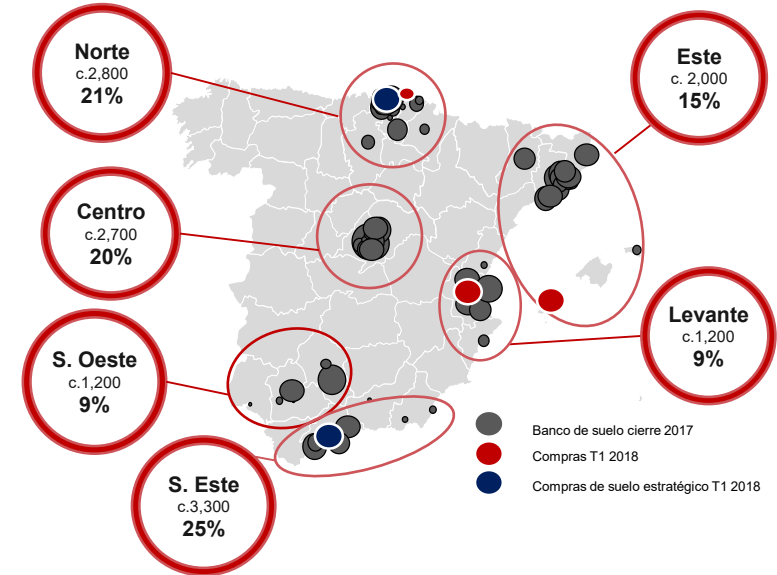 Norte
c.2,800
21%
Este
c. 2,000
15%
Centro
c.2,700
20%
Levante
c.1,200
9%
S. Oeste
c.1,200
9%
S. Este
c.3,300
25%
Banco de suelo cierre 2017
Compras T1 2018
Compras de suelo estratégico T1 2018